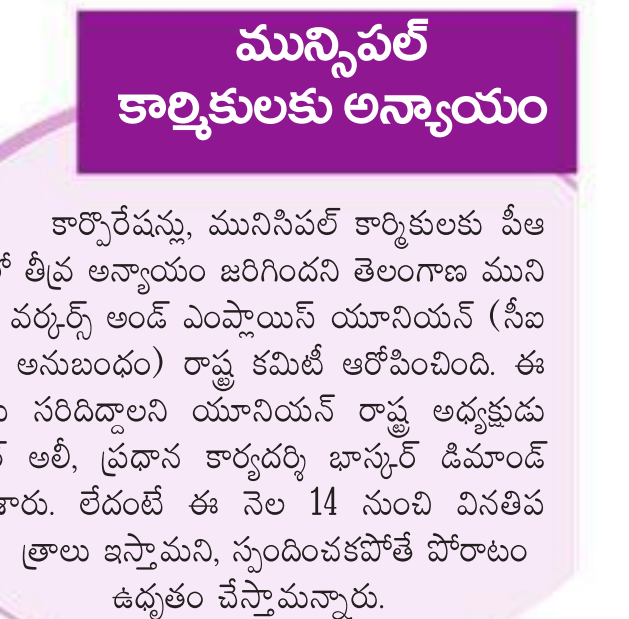 మున్సిపల్
కార్మికులకు అన్యాయం
కార్పొరేషన్లు, మునిసిపల్ కార్మికులకు పీఆ
తీవ్ర అన్యాయం జరిగిందని తెలంగాణ ముని
వర్కర్స్ అండ్ ఎంప్లాయిస్ యూనియన్ (సీఐ
అనుబంధం) రాష్ట్ర కమిటీ ఆరోపించింది. ఈ
సరిదిద్దాలని యూనియన్ రాష్ట్ర అధ్యక్షుడు
అలీ, ప్రధాన కార్యదర్శి భాస్కర్ డిమాండ్
శారు. లేదంటే ఈ నెల 14 నుంచి వినతిప
త్రాలు ఇస్తామని, స్పందించకపోతే పోరాటం
ఉధృతం చేస్తామన్నారు.